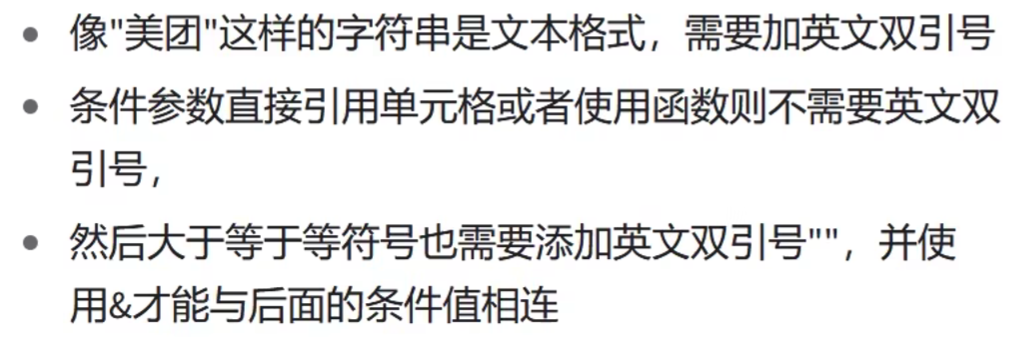 像"美团"这样的字符串是文本格式，需要加英文双引号
条件参数直接引用单元格或者使用函数则不需要英文双
引号，
然后大于等于等符号也需要添加英文双引号""，并使
用&才能与后面的条件值相连